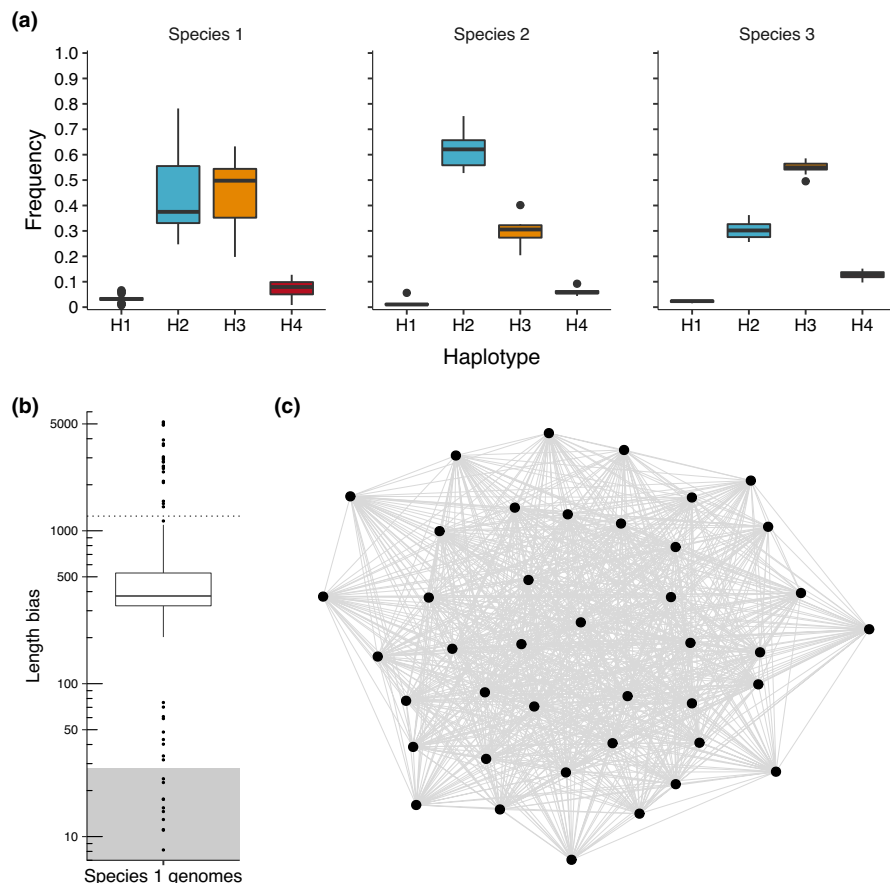 (a)
Species 1 Species 2 Species 3
Frequency
1.0
0.9
0.8
0.7
0.6
0.5
0.4
0.3
0.2
0.1
0
H1 H2 H3 H4 H1 H2 H3 H4 H1 H2 H3 H4
Haplotype
(b)
Length bias
5000
1000
500
100
50
10
Species 1 genomes
(c)